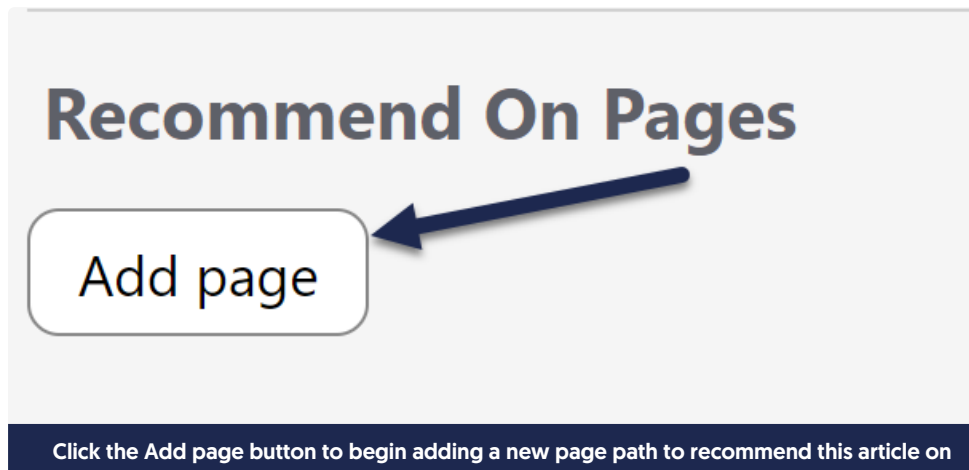 Recommend On Pages
Add page
Click the Add page button to begin adding a new page path to recommend this article on